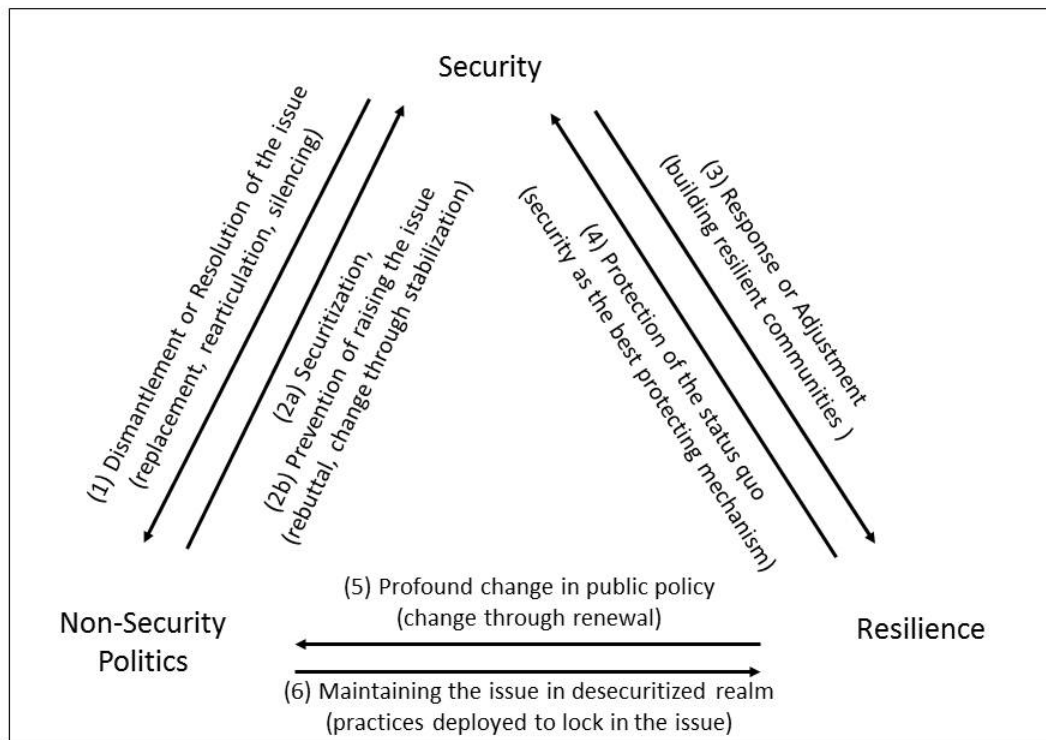 Security
(1) Dismantlement or Resolution of the issue
(replacement, rearticulation, silencing)
(2a) Securitization,
(2b) Prevention of raising the issue
(rebuttal, change through stabilization)
(3) Response or Adjustment
(building resilient communities )
(4) Protection of the status quo
(security as the best protecting mechanism)
(5) Profound change in public policy
(change through renewal)
Non-Security
Politics
Resilience
(6) Maintaining the issue in desecuritized realm
(practices deployed to lock in the issue)